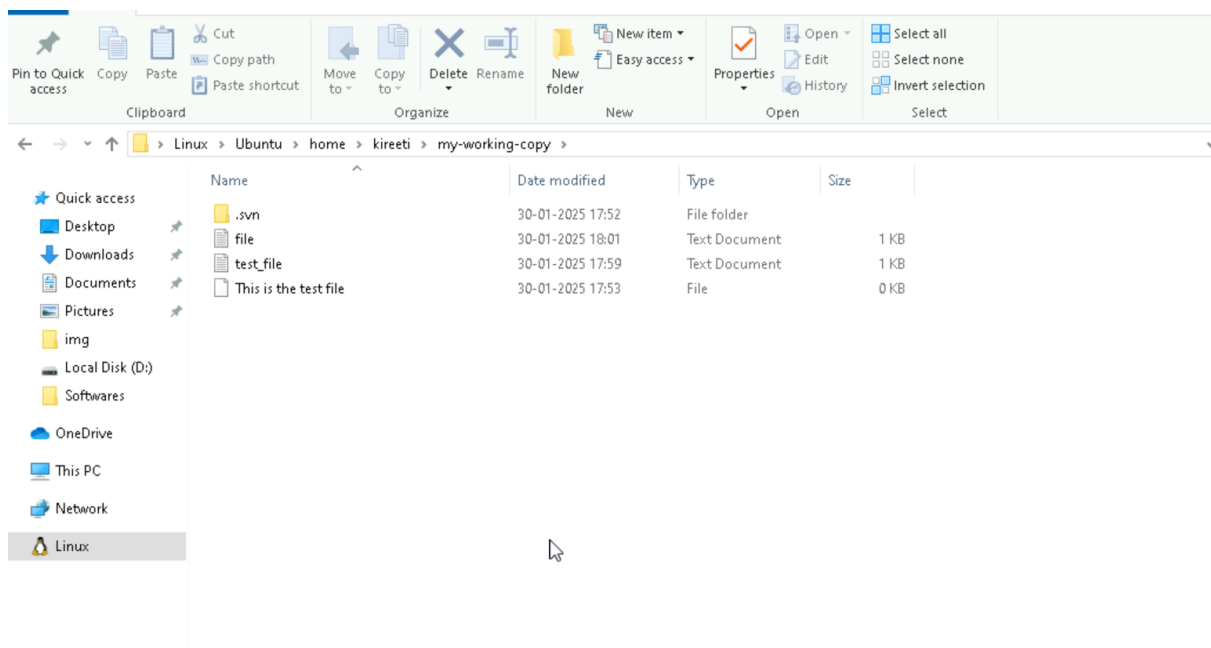 Pin to Quick access
Copy
Paste
Cut
Copy path
Paste shortcut
Clipboard
Move to
Copy to
Delete
Rename
Organize
New folder
New item
Easy access
New
Properties
Open
Edit
History
Open
Select all
Select none
Invert selection
Select
Linux > Ubuntu > home > kireeti > my-working-copy >
Name Date modified Type Size
.svn 30-01-2025 17:52 File folder
file 30-01-2025 18:01 Text Document 1 KB
test_file 30-01-2025 17:59 Text Document 1 KB
This is the test file 30-01-2025 17:53 File 0 KB
Quick access
Desktop
Downloads
Documents
Pictures
img
Local Disk (D:)
Softwares
OneDrive
This PC
Network
Linux